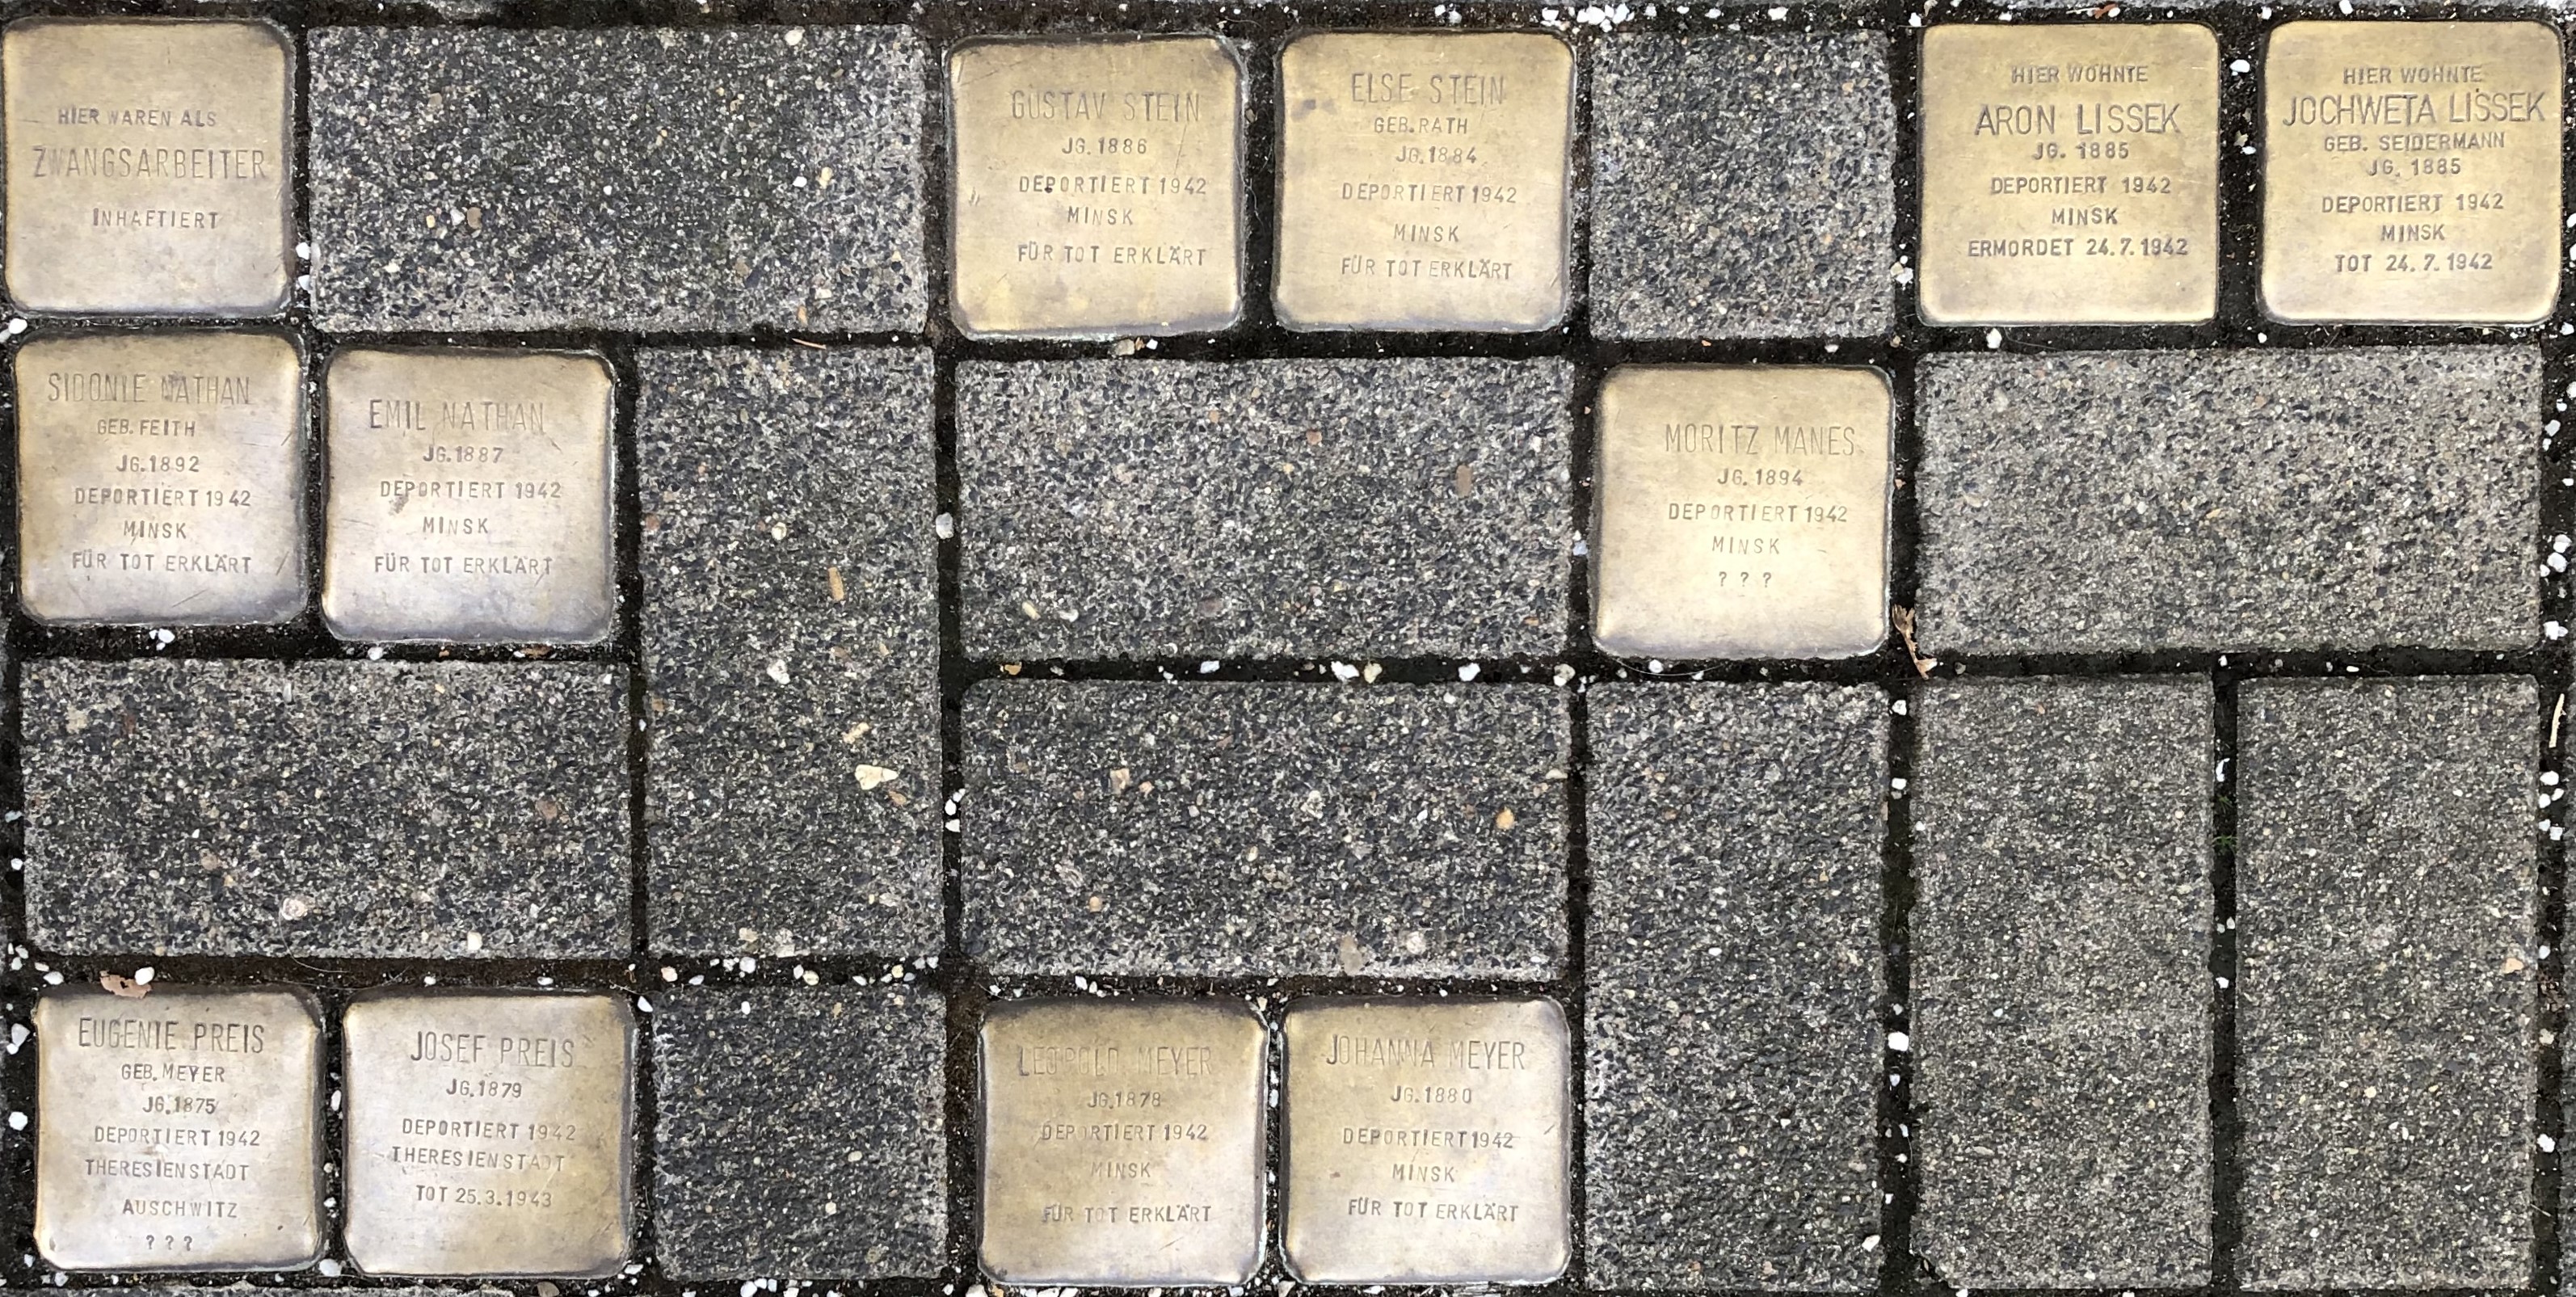 HIER WAREN ALS
ZWANGSARBEITER
INHAFTIERT
GUSTAV STEIN
JG. 1886
DEPORTIERT 1942
MINSK
FÜR TOT ERKLÄRT
ELSE STEIN
GEB. RATH
JG. 1884
DEPORTIERT 1942
MINSK
FÜR TOT ERKLÄRT
HIER WOHNTE
ARON LISSEK
JG. 1885
DEPORTIERT 1942
MINSK
ERMORDET 24.7.1942
HIER WOHNTE
JOCHWETA LISSEK
GEB. SEIDERMANN
JG. 1885
DEPORTIERT 1942
MINSK
TOT 24.7.1942
SIDONIE NATHAN
GEB. FEITH
JG. 1892
DEPORTIERT 1942
MINSK
FÜR TOT ERKLÄRT
EMIL NATHAN
JG. 1887
DEPORTIERT 1942
MINSK
FÜR TOT ERKLÄRT
MORITZ MANES
JG. 1894
DEPORTIERT 1942
MINSK
? ? ?
EUGENIE PREIS
GEB. MEYER
JG. 1875
DEPORTIERT 1942
THERESIENSTADT
AUSCHWITZ
? ? ?
JOSEF PREIS
JG. 1879
DEPORTIERT 1942
THERESIENSTADT
TOT 25.3.1943
LEOPOLD MEYER
JG. 1878
DEPORTIERT 1942
MINSK
FÜR TOT ERKLÄRT
JOHANNA MEYER
JG. 1880
DEPORTIERT 1942
MINSK
FÜR TOT ERKLÄRT